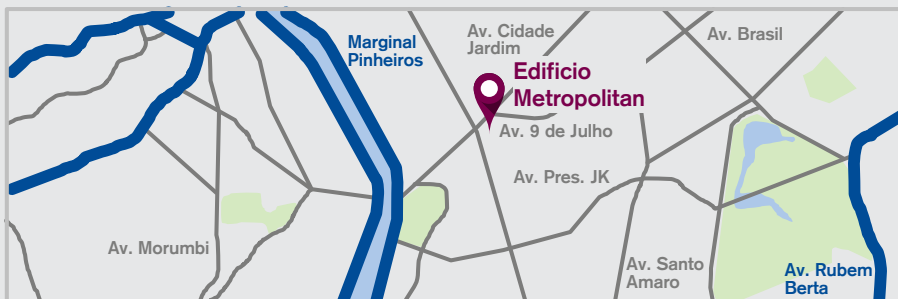 Marginal
Pinheiros
Av. Cidade
Jardim
Av. Brasil
Edificio
Metropolitan
Av. 9 de Julho
Av. Pres. JK
Av. Morumbi
Av. Santo
Amaro
Av. Rubem
Berta